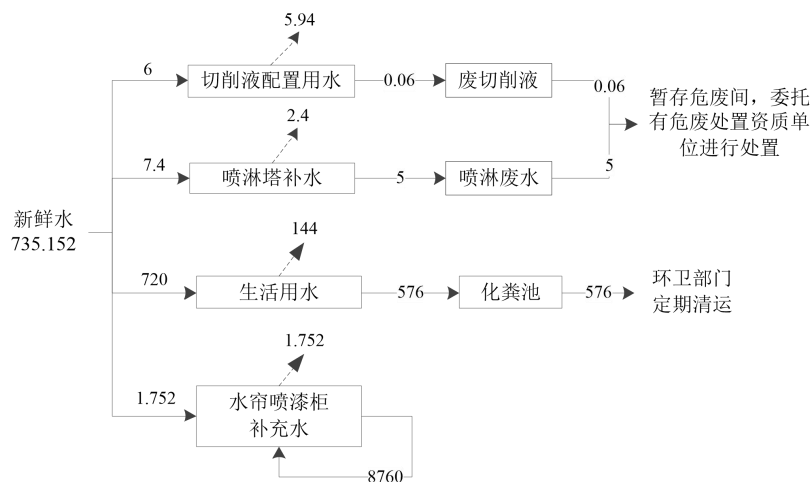 5.94
6
切削液配置用水
0.06
废切削液
0.06
暂存危废间，委托
有危废处置资质单
位进行处置
2.4
7.4
喷淋塔补水
5
喷淋废水
5
新鲜水
735.152
144
720
生活用水
576
化粪池
576
环卫部门
定期清运
1.752
1.752
水帘喷漆柜
补充水
8760